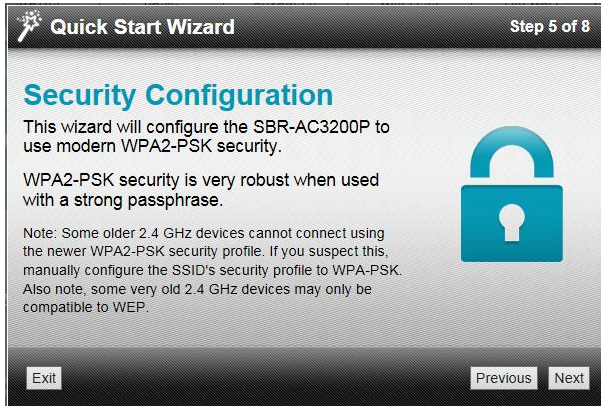 Quick Start Wizard
Step 5 of 8
Security Configuration
This wizard will configure the SBR-AC3200P to
use modern WPA2-PSK security.
WPA2-PSK security is very robust when used
with a strong passphrase.
Note: Some older 2.4 GHz devices cannot connect using
the newer WPA2-PSK security profile. If you suspect this,
manually configure the SSID's security profile to WPA-PSK.
Also note, some very old 2.4 GHz devices may only be
compatible to WEP.
Exit
Previous
Next